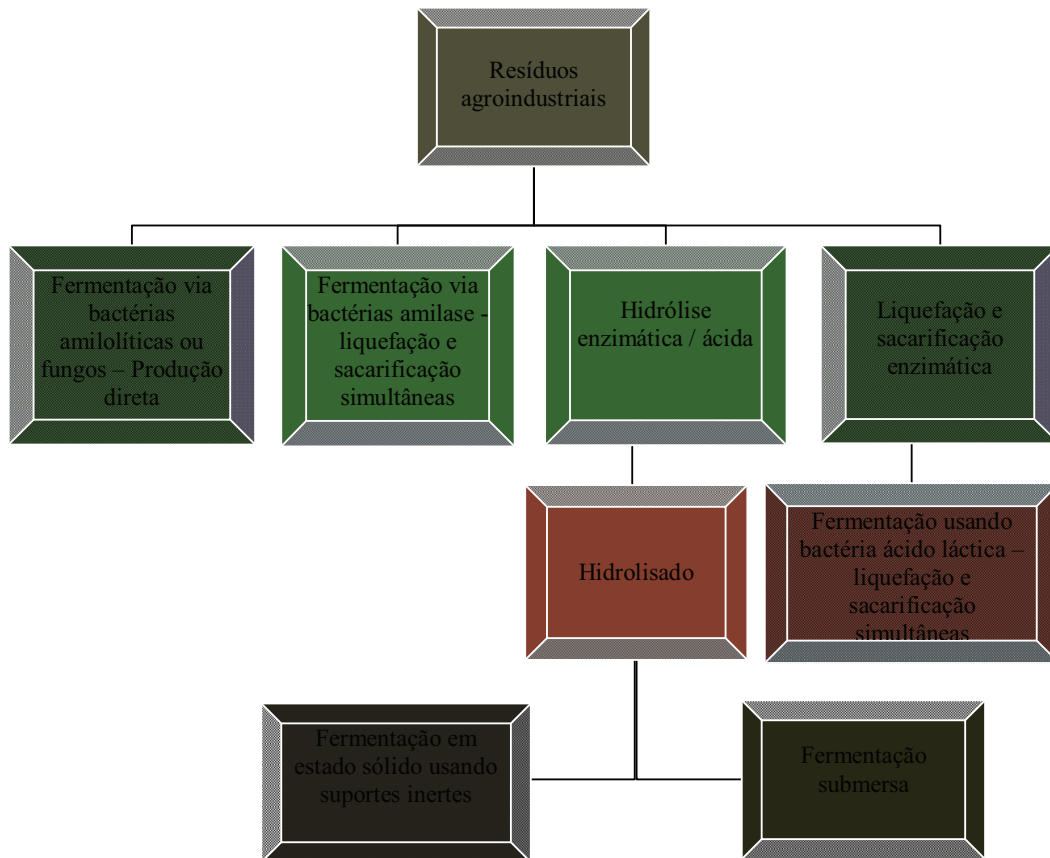 Resíduos
agroindustriais
Fermentação via
bactérias
amilolíticas ou
fungos – Produção
direta
Fermentação via
bactérias amilase -
liquefação e
sacarificação
simultâneas
Hidrólise
enzimática / ácida
Liquefação e
sacarificação
enzimática
Hidrolisado
Fermentação usando
bactéria ácido láctica –
liquefação e
sacarificação
simultâneas
Fermentação em
estado sólido usando
suportes inertes
Fermentação
submersa